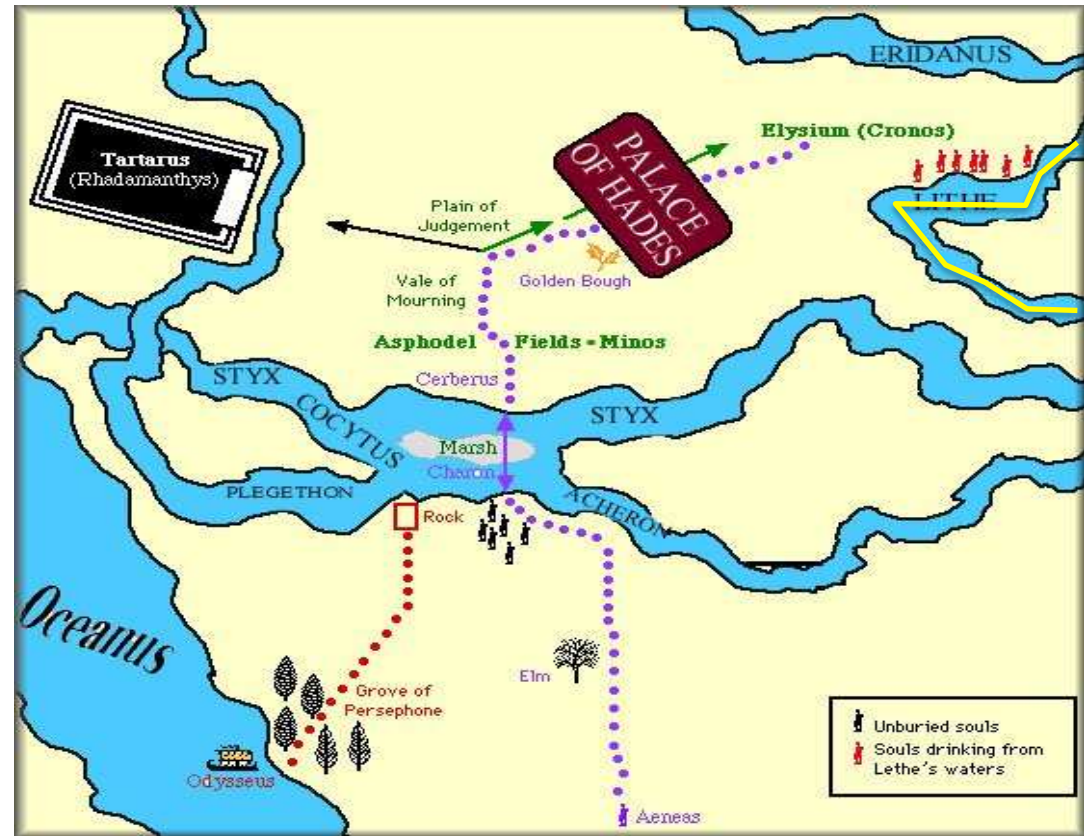 ERIDANUS
Elysium (Cronos)
PALACE
OF HADES
Tartarus
(Rhadamanthys)
LETHE
Plain of
Judgement
Golden Bough
Vale of
Mourning
Asphodel Fields - Minos
Cerberus
STYX
STYX
COCYTUS
Marsh
Charon
PLEGETHON
ACHERON
Rock
Oceanus
Elm
Grove of
Persephone
Odysseus
Aeneas
Unburied souls
Souls drinking from
Lethe's waters